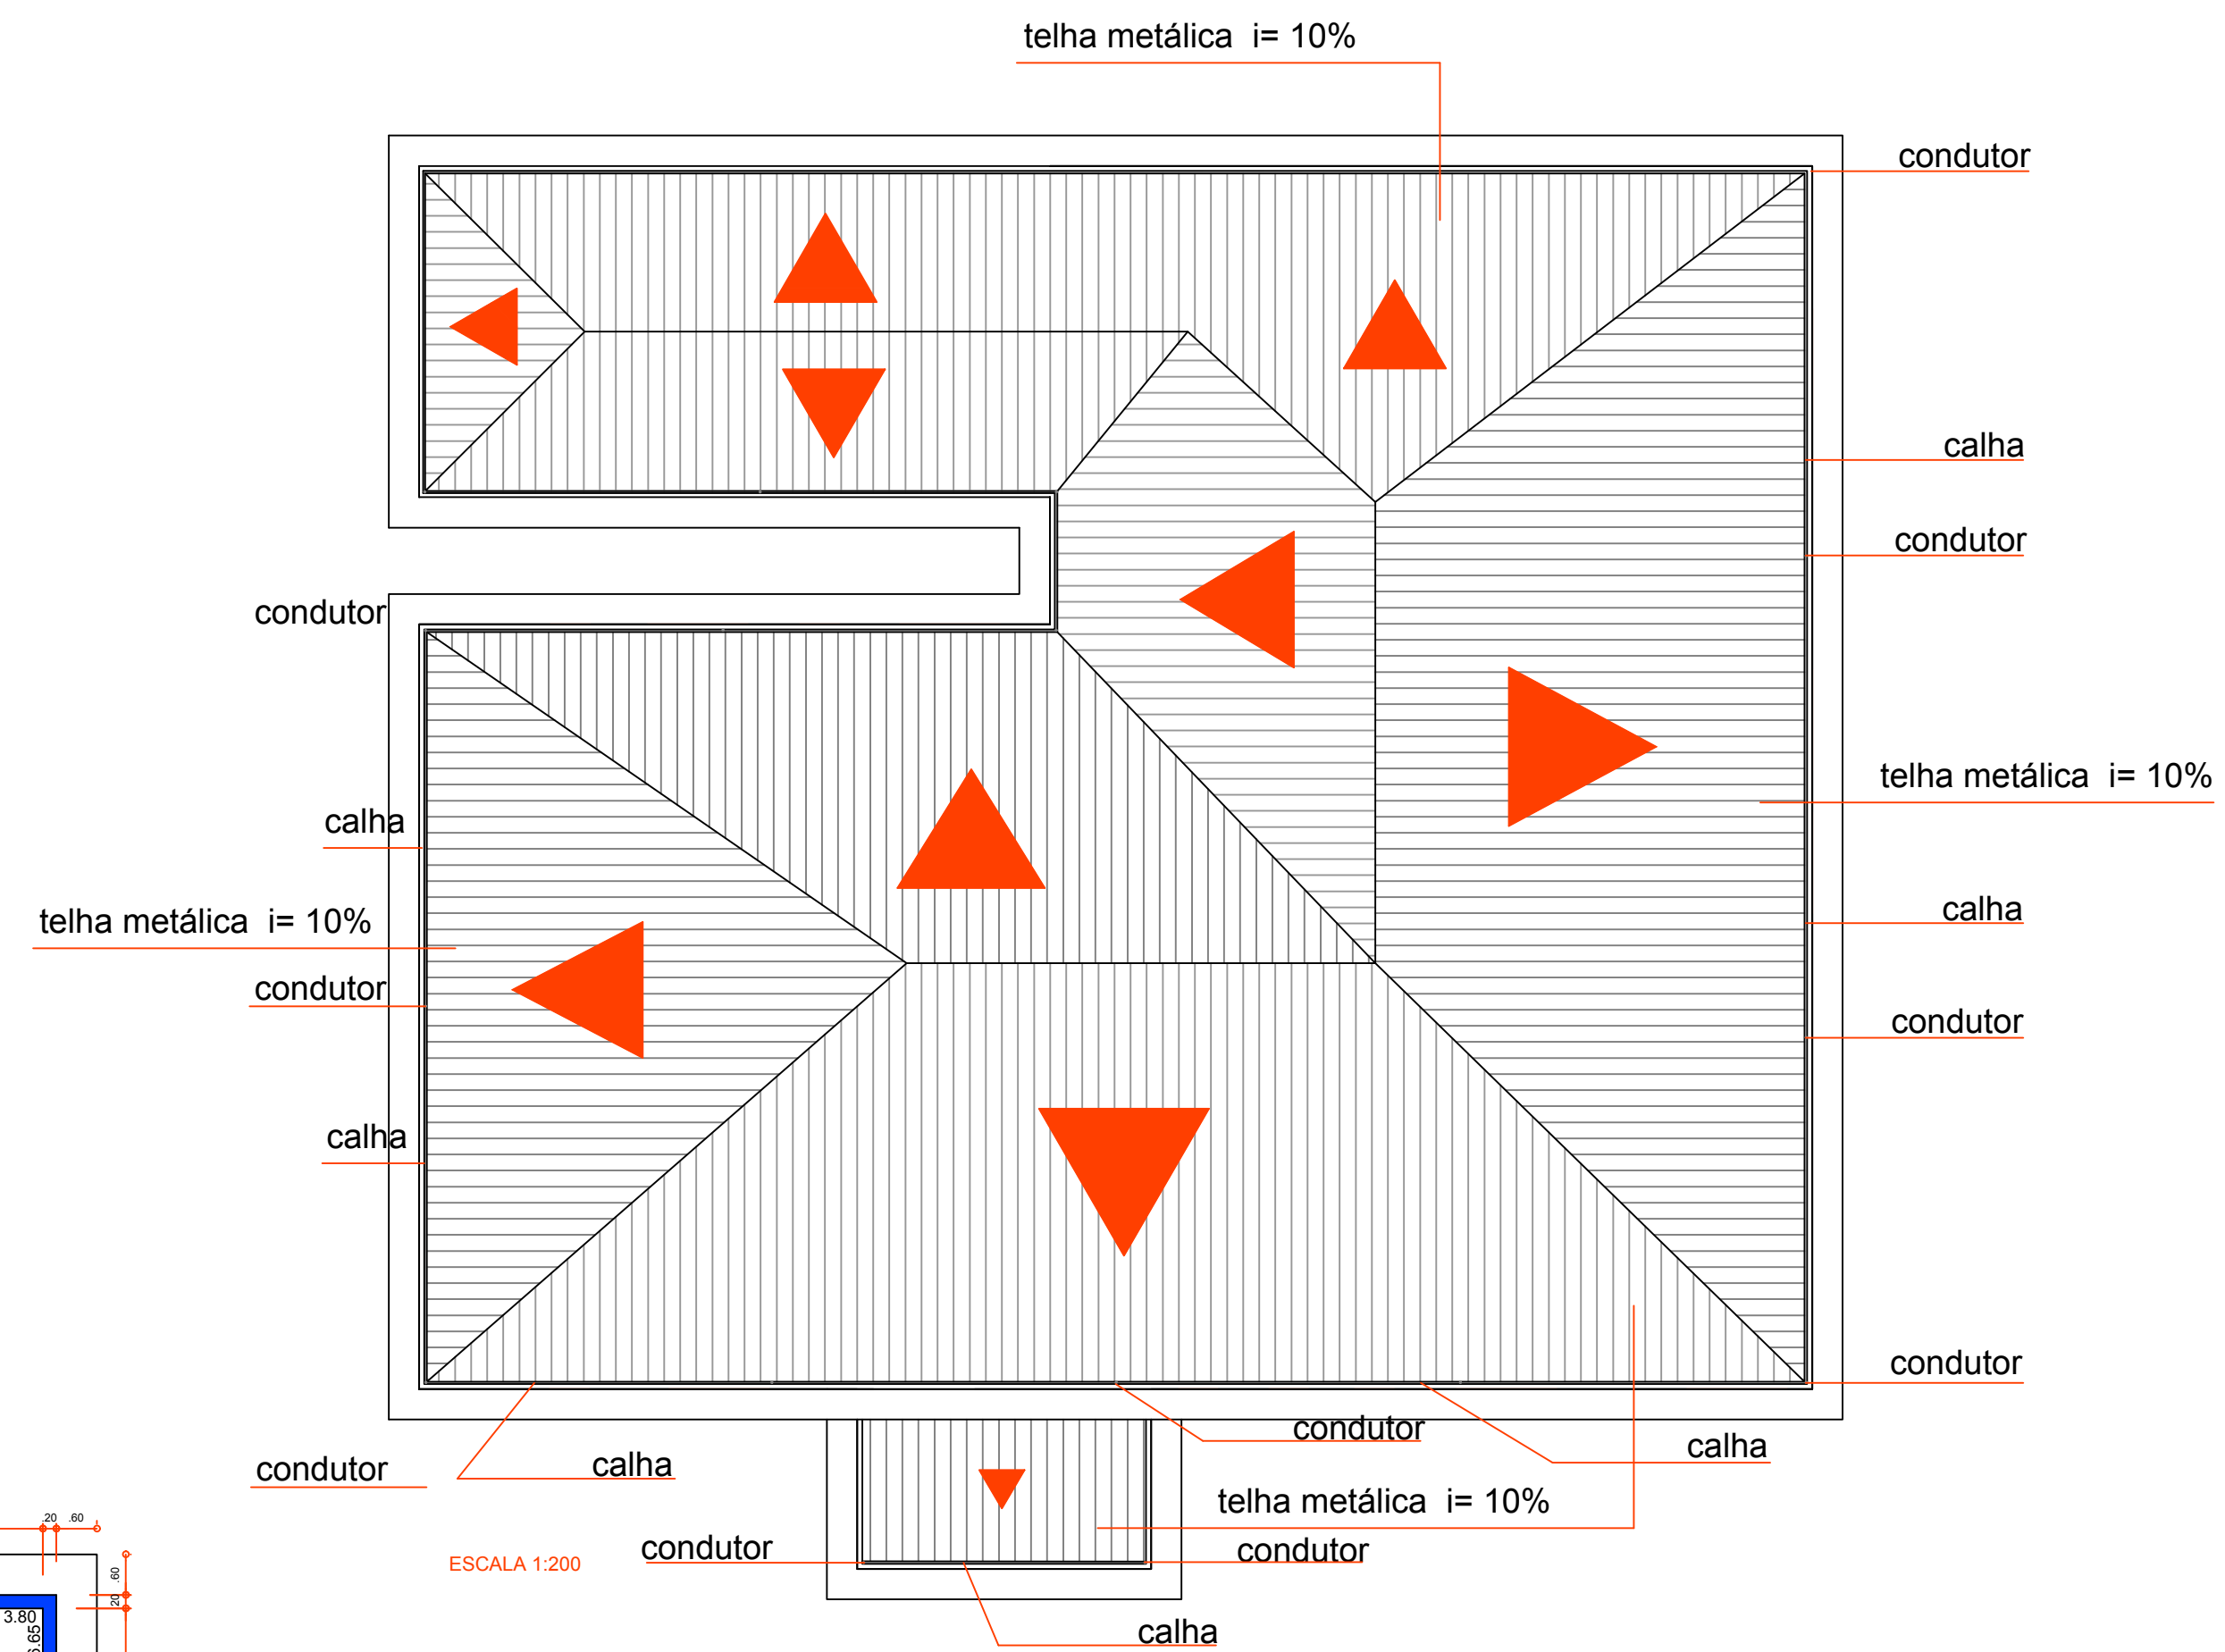 telha metálica i= 10%
condutor
calha
condutor
condutor
telha metálica i= 10%
calha
calha
telha metálica i= 10%
condutor
condutor
calha
condutor
condutor
calha
calha
condutor
telha metálica i= 10%
.20 .60
condutor
condutor
ESCALA 1:200
.60
.20
3.80
calha